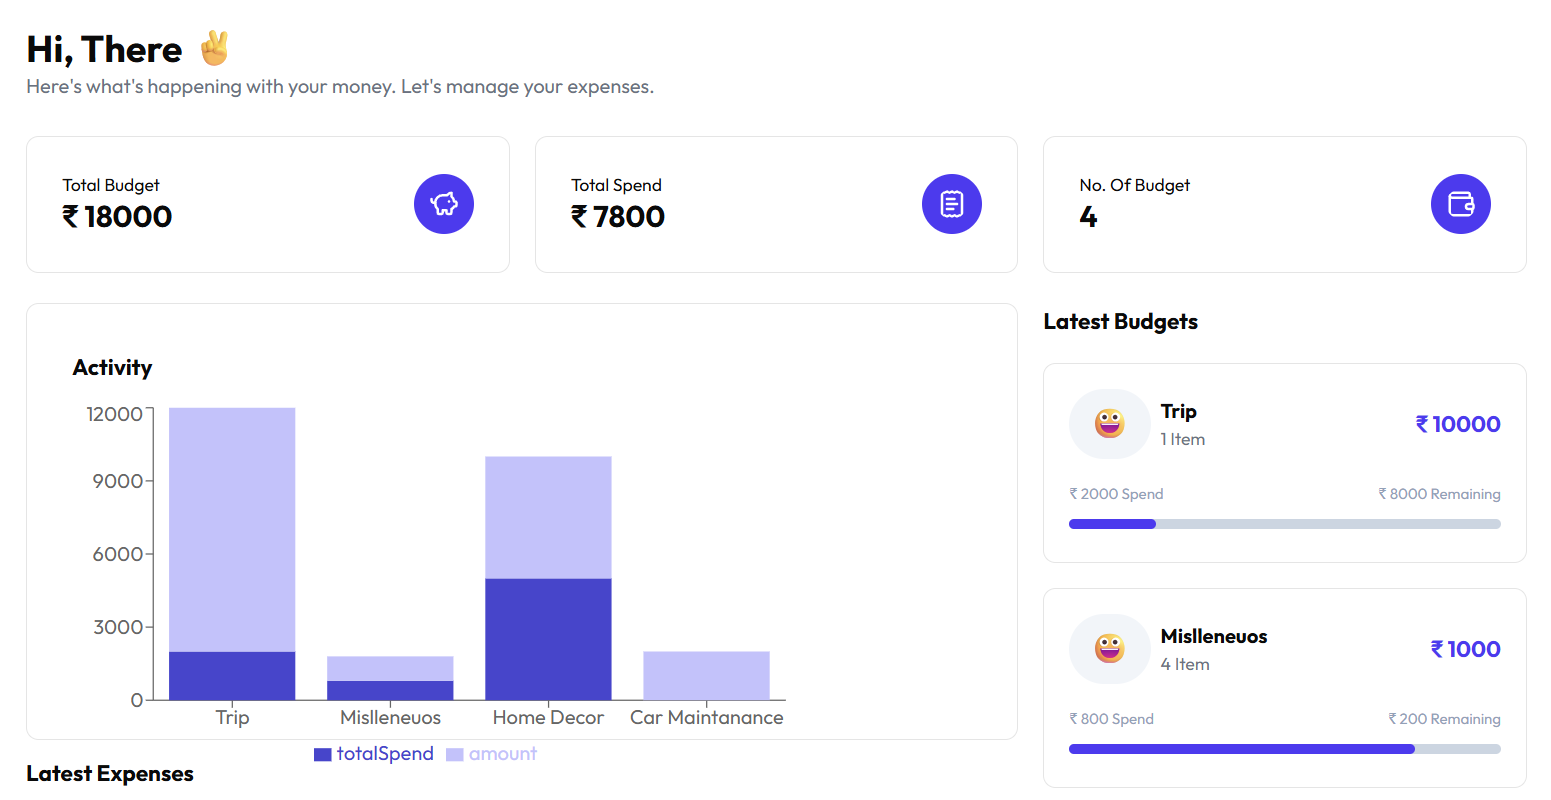 Hi, There ✌️
Here's what's happening with your money. Let's manage your expenses.
Total Budget
₹ 18000
Total Spend
₹ 7800
No. Of Budget
4
Activity
12000
9000
6000
3000
0
Trip
Mislleneuos
Home Decor
Car Maintanance
totalSpend
amount
Latest Expenses
Latest Budgets
Trip
1 Item
₹ 10000
₹ 2000 Spend
₹ 8000 Remaining
Mislleneuos
4 Item
₹ 1000
₹ 800 Spend
₹ 200 Remaining